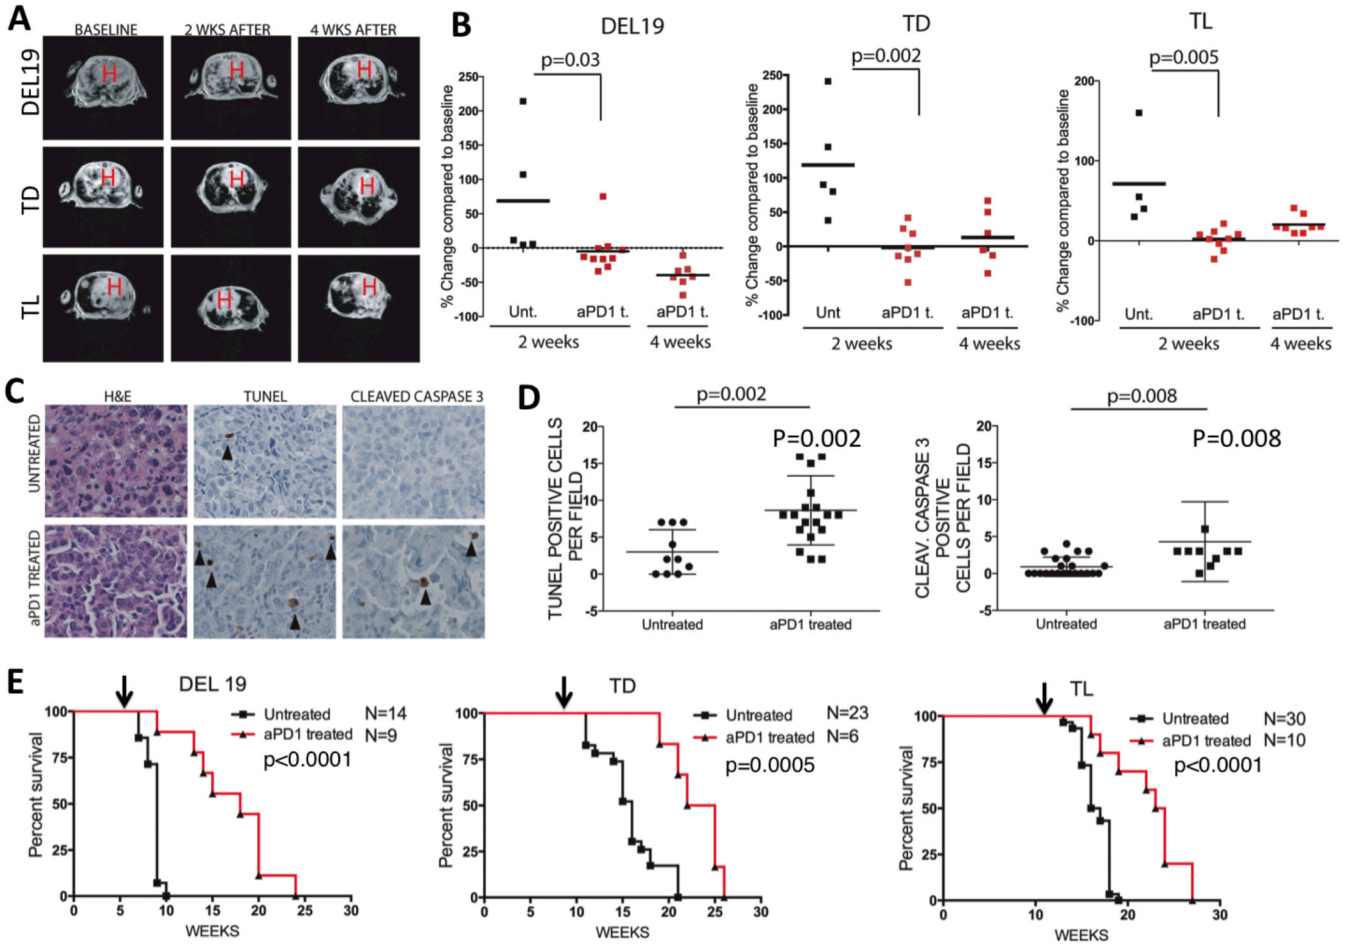 A
BASELINE
2 WKS AFTER
4 WKS AFTER
DEL19
H
H
H
TD
H
H
H
TL
H
H
H
B
DEL19
p=0.03
% Change compared to baseline
250
200
150
100
50
0
-50
-100
Unt.
aPD1 t.
aPD1 t.
2 weeks
4 weeks
TD
p=0.002
% Change compared to baseline
250
200
150
100
50
0
-50
-100
Unt
aPD1 t.
aPD1 t.
2 weeks
4 weeks
TL
p=0.005
% Change compared to baseline
200
100
0
-100
Unt.
aPD1 t.
aPD1 t.
2 weeks
4 weeks
C
H&E
TUNEL
CLEAVED CASPASE 3
UNTREATED
aPD1 TREATED
D
p=0.002
P=0.002
TUNEL POSITIVE CELLS
PER FIELD
20
15
10
5
0
-5
Untreated
aPD1 treated
p=0.008
P=0.008
CLEAV. CASPASE 3
POSITIVE
CELLS PER FIELD
20
15
10
5
0
-5
Untreated
aPD1 treated
E
DEL 19
Untreated N=14
aPD1 treated N=9
p<0.0001
Percent survival
100
75
50
25
0
0 5 10 15 20 25 30
WEEKS
TD
Untreated N=23
aPD1 treated N=6
p=0.0005
Percent survival
100
75
50
25
0
0 5 10 15 20 25 30
WEEKS
TL
Untreated N=30
aPD1 treated N=10
p<0.0001
Percent survival
100
75
50
25
0
0 10 20 30
WEEKS